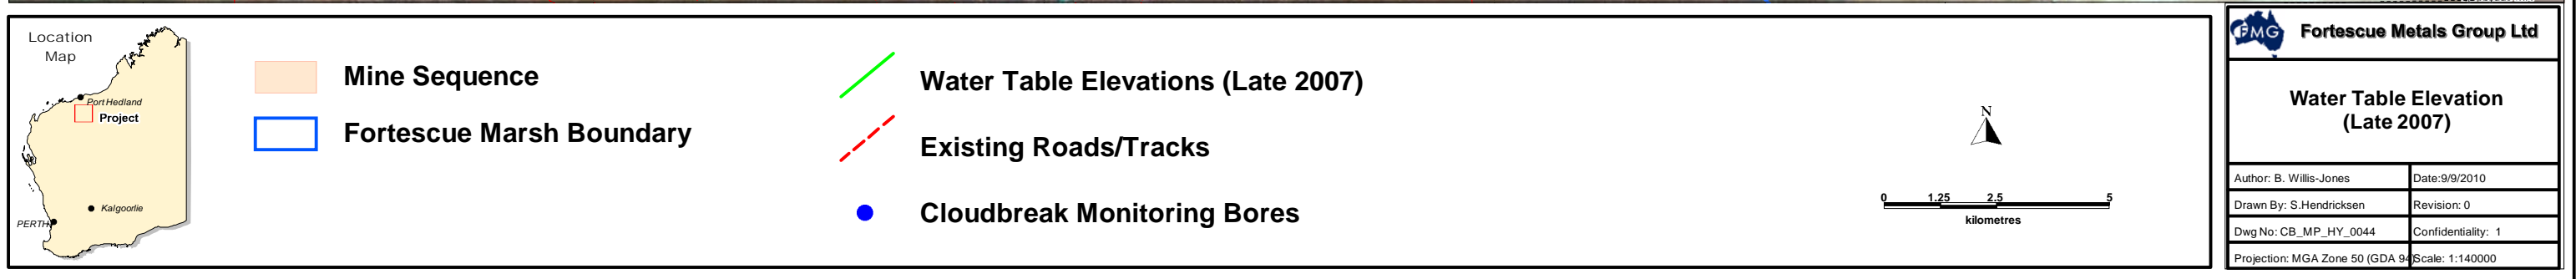 Location
Map
Port Hedland
Project
Kalgoorlie
PERTH
Mine Sequence
Fortescue Marsh Boundary
Water Table Elevations (Late 2007)
Existing Roads/Tracks
Cloudbreak Monitoring Bores
N
0 1.25 2.5 5
kilometres
FMG Fortescue Metals Group Ltd
Water Table Elevation
(Late 2007)
Author: B. Willis-Jones Date:9/9/2010
Drawn By: S.Hendricksen Revision: 0
Dwg No: CB_MP_HY_0044 Confidentiality: 1
Projection: MGA Zone 50 (GDA 94) Scale: 1:140000